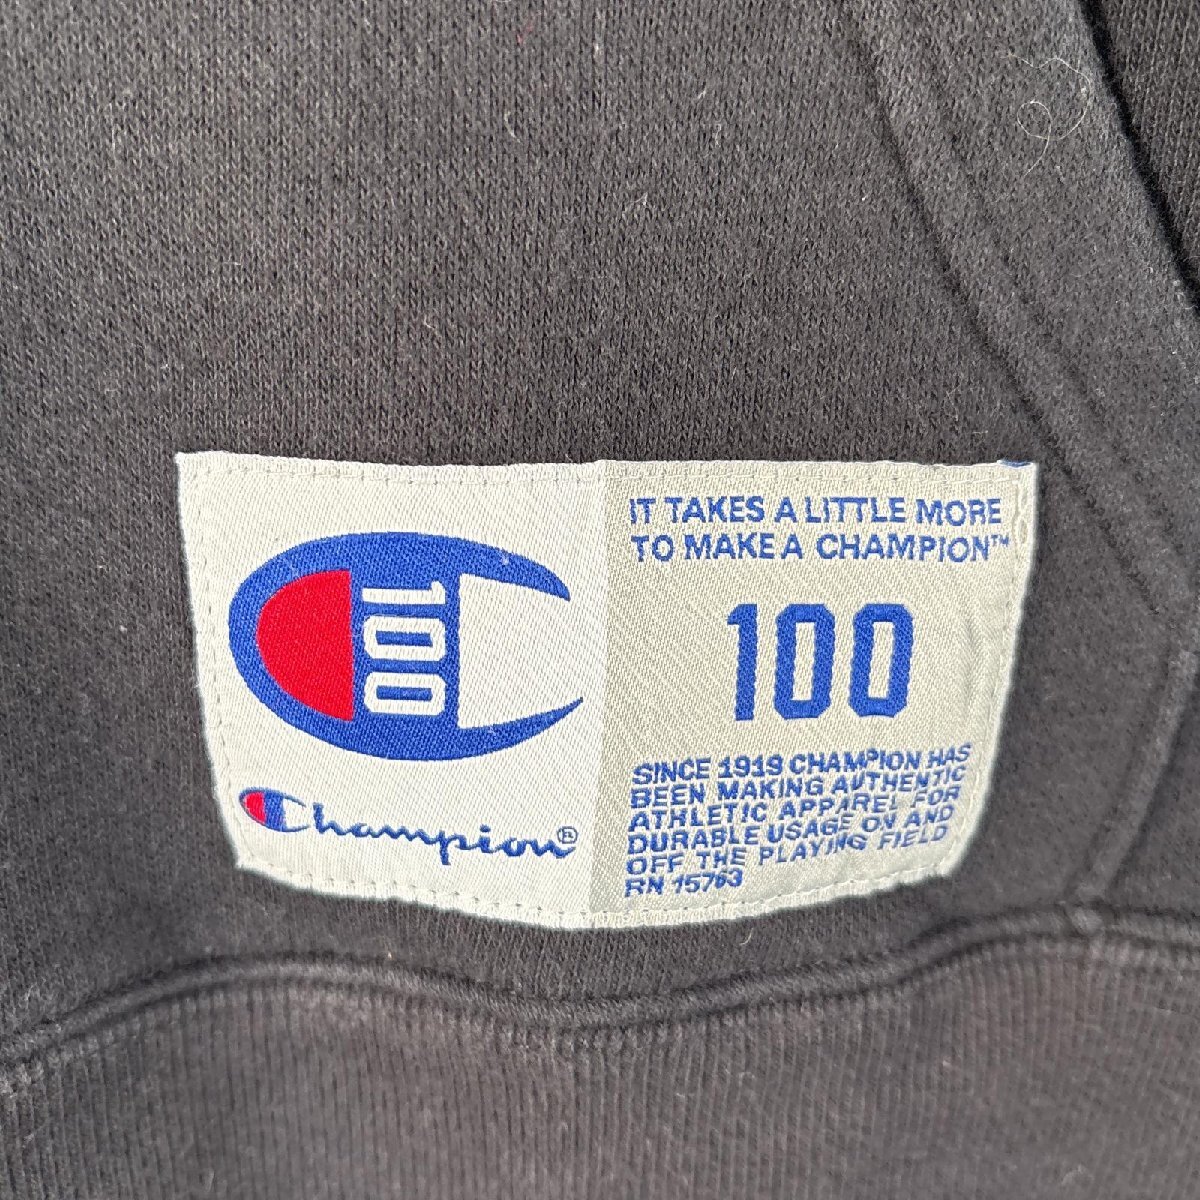 100
Champion®
IT TAKES A LITTLE MORE
TO MAKE A CHAMPION™
100
SINCE 1919 CHAMPION HAS
BEEN MAKING AUTHENTIC
ATHLETIC APPAREL FOR
DURABLE USAGE ON AND
OFF THE PLAYING FIELD
RN 15763